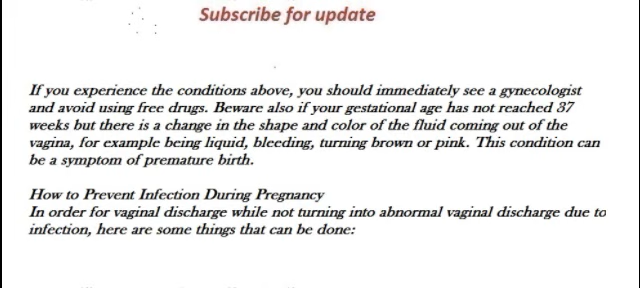 Subscribe for update
If you experience the conditions above, you should immediately see a gynecologist
and avoid using free drugs. Beware also if your gestational age has not reached 37
weeks but there is a change in the shape and color of the fluid coming out of the
vagina, for example being liquid, bleeding, turning brown or pink. This condition can
be a symptom of premature birth.
How to Prevent Infection During Pregnancy
In order for vaginal discharge while not turning into abnormal vaginal discharge due to
infection, here are some things that can be done: